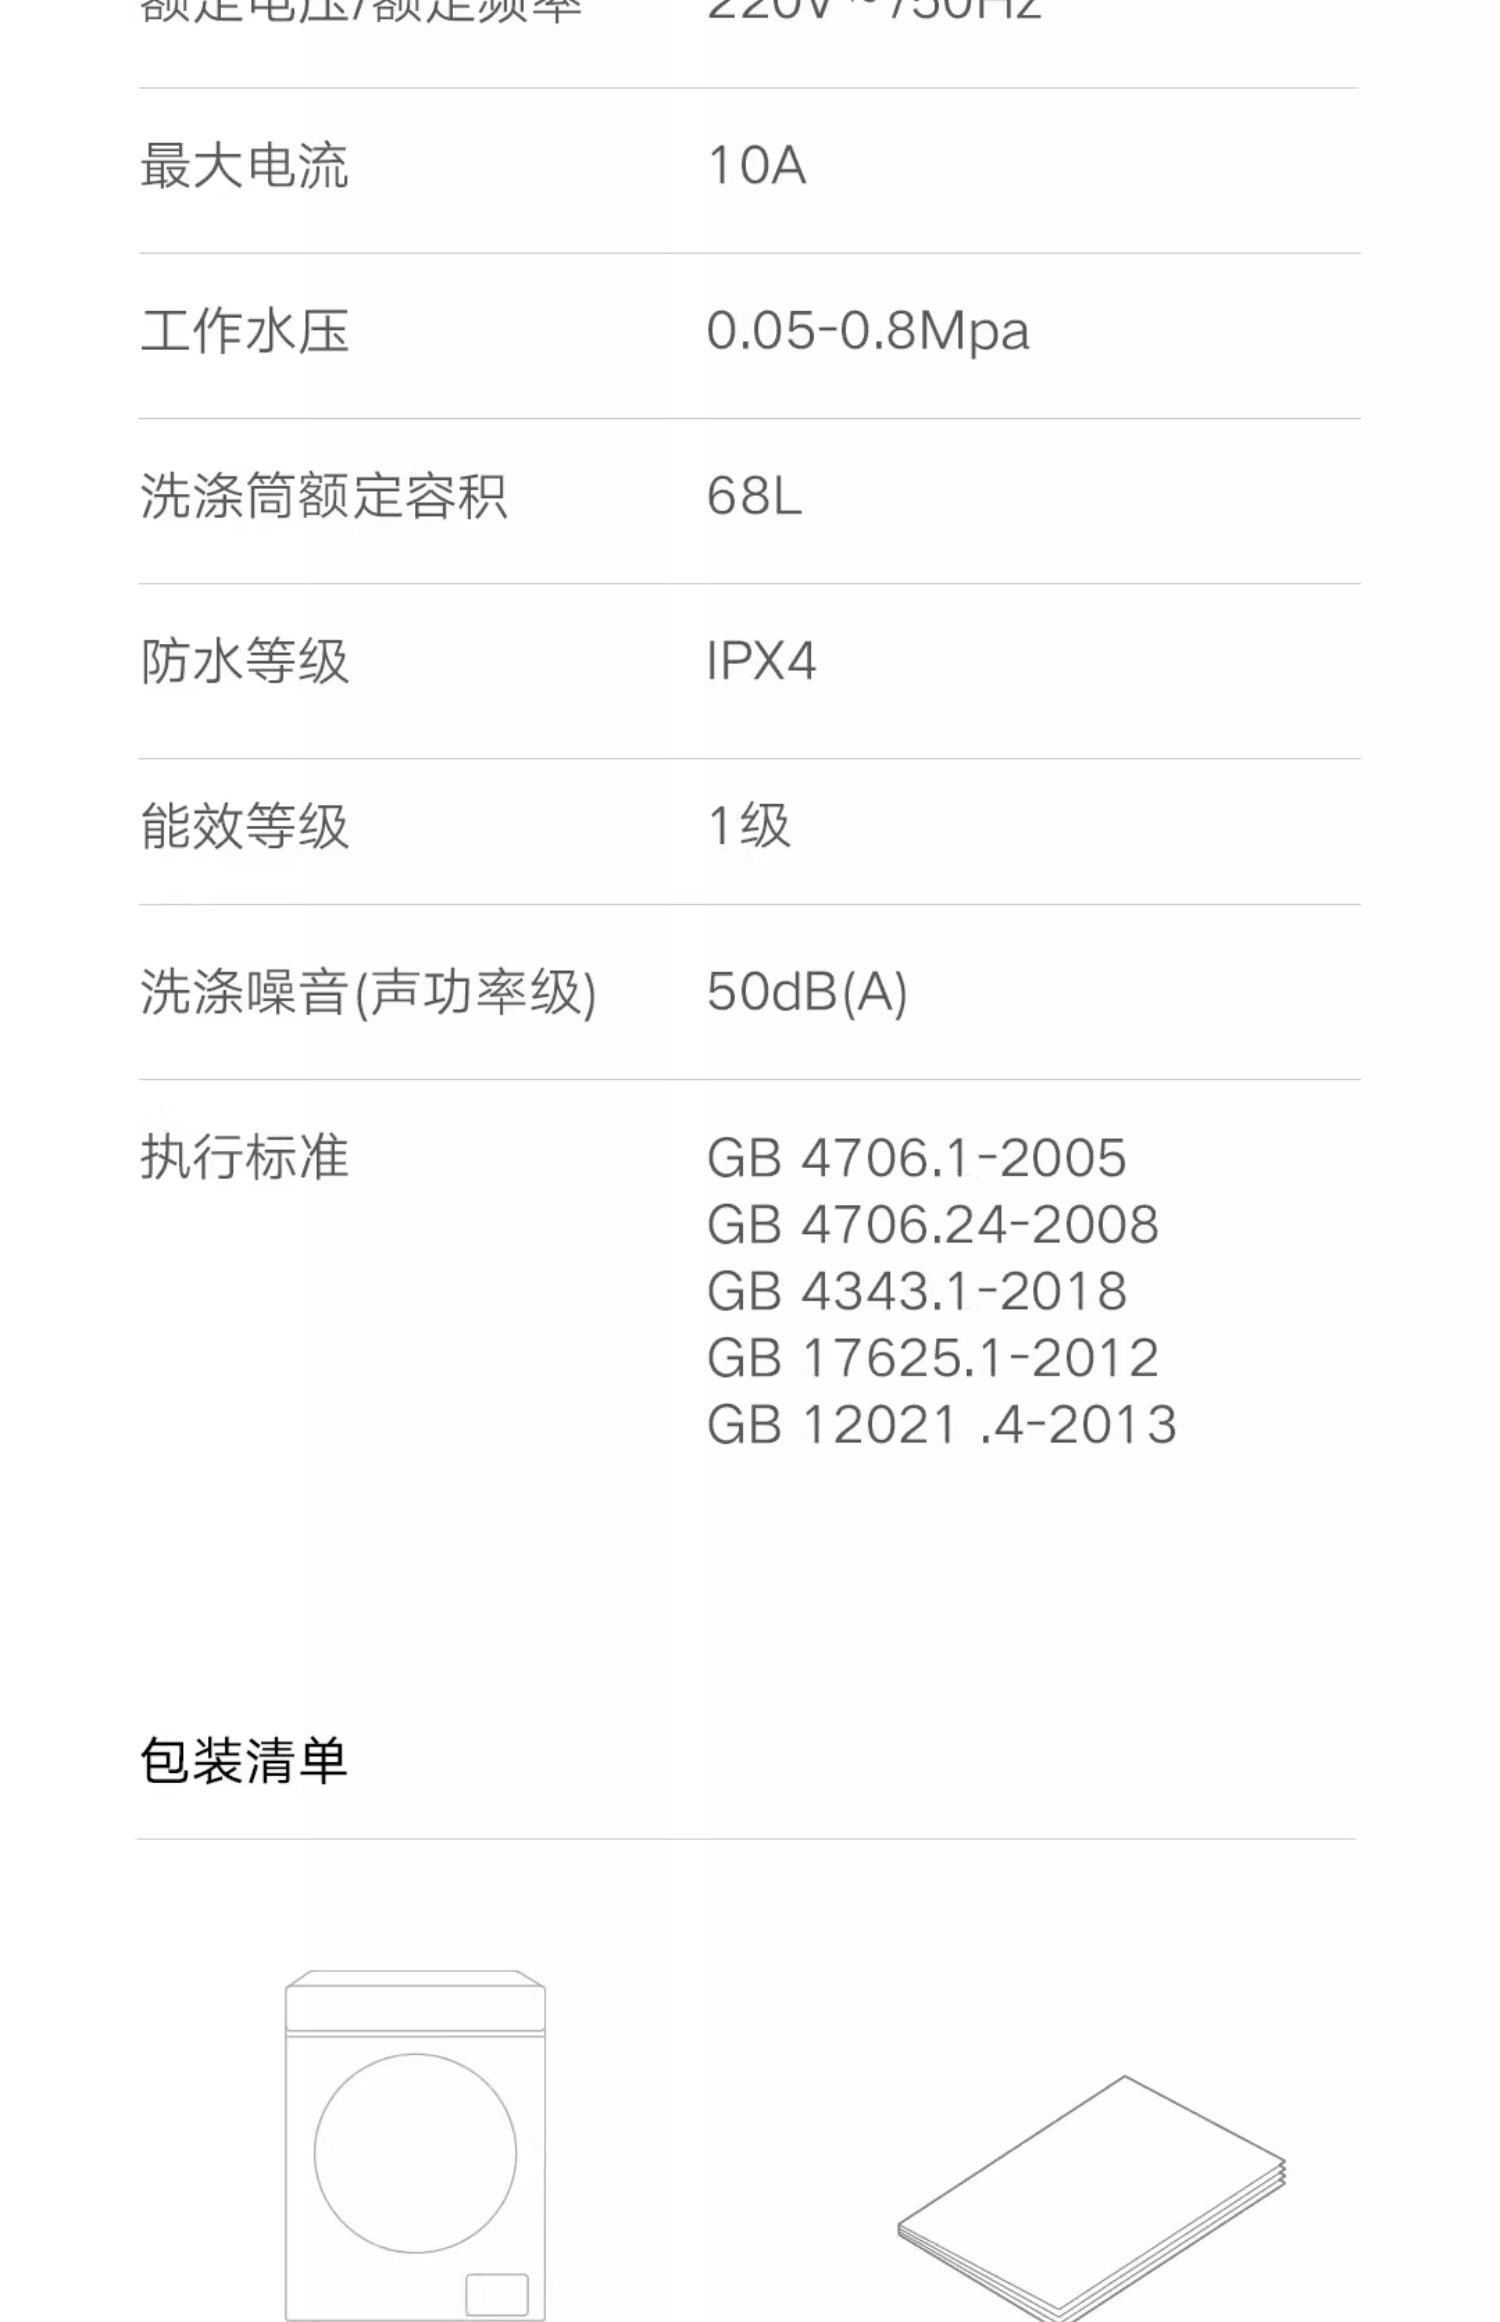 额定电压/额定频率 220V~/50Hz
最大电流 10A
工作水压 0.05-0.8Mpa
洗涤筒额定容积 68L
防水等级 IPX4
能效等级 1级
洗涤噪音(声功率级) 50dB(A)
执行标准 GB 4706.1-2005
GB 4706.24-2008
GB 4343.1-2018
GB 17625.1-2012
GB 12021 .4-2013
包装清单